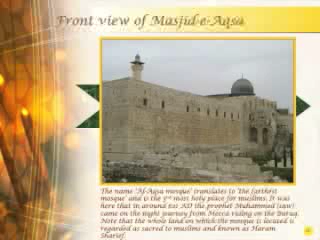 Front view of Masjid-e-Aqsa
The name 'Al-Aqsa mosque' translates to 'the farthest
mosque' and is the 3rd most holy place for muslims. It was
here that in around 621 AD the prophet Muhammad (saw)
came on the night journey from Mecca riding on the Buraq.
Note that the whole land on which the mosque is located is
regarded as sacred to muslims and known as Haram
Sharief.